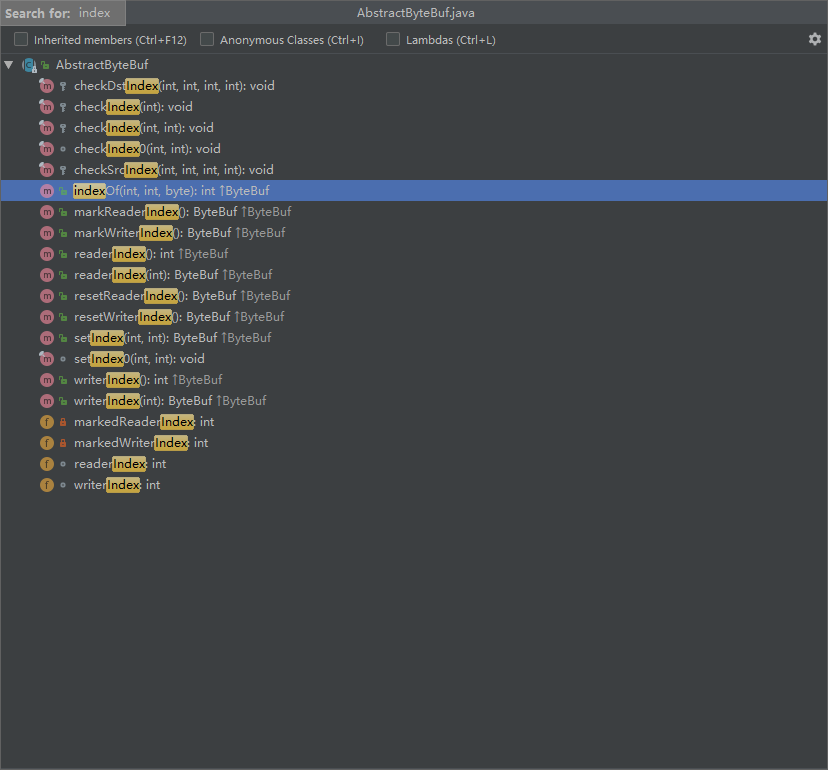 Search for: index AbstractByteBuf.java
Inherited members (Ctrl+F12) Anonymous Classes (Ctrl+I) Lambdas (Ctrl+L)
AbstractByteBuf
checkDstIndex(int, int, int, int): void
checkIndex(int): void
checkIndex(int, int): void
checkIndex0(int, int): void
checkSrcIndex(int, int, int, int): void
indexOf(int, int, byte): int ↑ByteBuf
markReaderIndex(): ByteBuf ↑ByteBuf
markWriterIndex(): ByteBuf ↑ByteBuf
readerIndex(): int ↑ByteBuf
readerIndex(int): ByteBuf ↑ByteBuf
resetReaderIndex(): ByteBuf ↑ByteBuf
resetWriterIndex(): ByteBuf ↑ByteBuf
setIndex(int, int): ByteBuf ↑ByteBuf
setIndex0(int, int): void
writerIndex(): int ↑ByteBuf
writerIndex(int): ByteBuf ↑ByteBuf
markedReaderIndex: int
markedWriterIndex: int
readerIndex: int
writerIndex: int